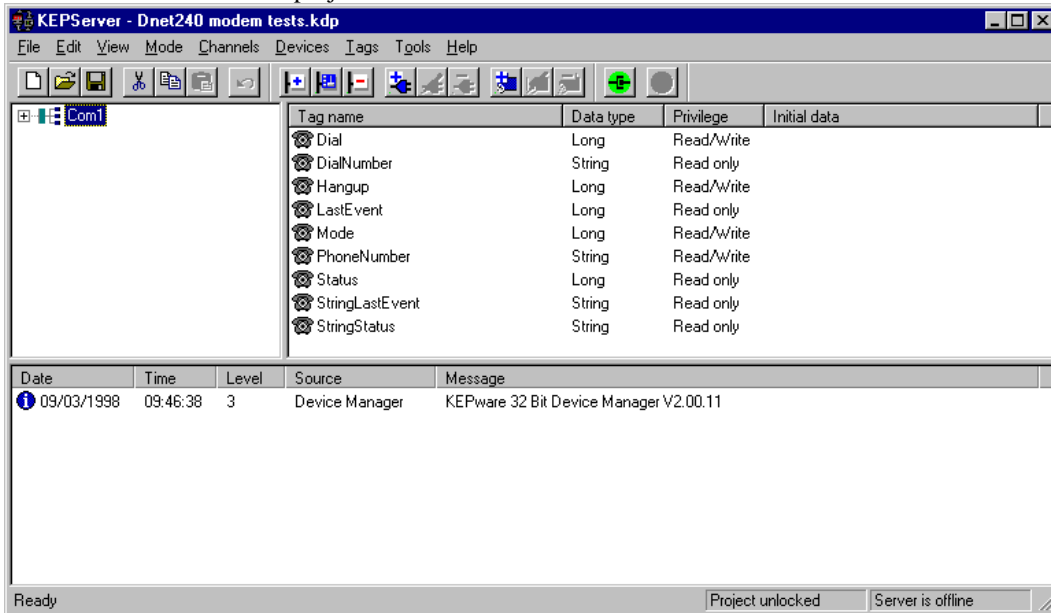 KEPServer - Dnet240 modem tests.kdp
File Edit View Mode Channels Devices Tags Tools Help
Com1
Tag name Data type Privilege Initial data
Dial Long Read/Write
DialNumber String Read only
Hangup Long Read/Write
LastEvent Long Read only
Mode Long Read/Write
PhoneNumber String Read/Write
Status Long Read only
StringLastEvent String Read only
StringStatus String Read only
Date Time Level Source Message
09/03/1998 09:46:38 3 Device Manager KEPware 32 Bit Device Manager V2.00.11
Ready Project unlocked Server is offline